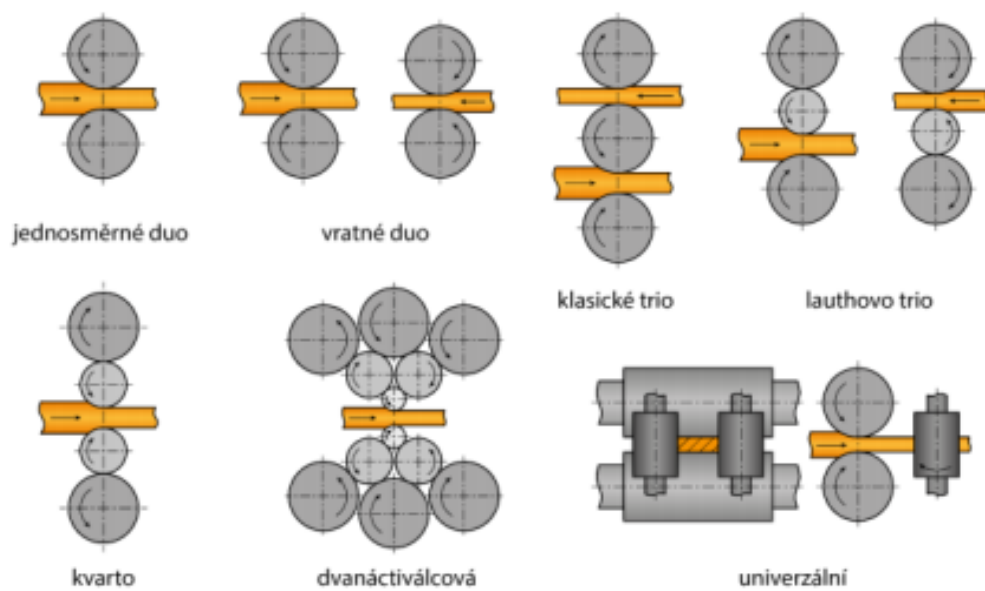 jednosměrné duo
vratné duo
klasické trio
lauthovo trio
kvarto
dvanáctiválcová
univerzální